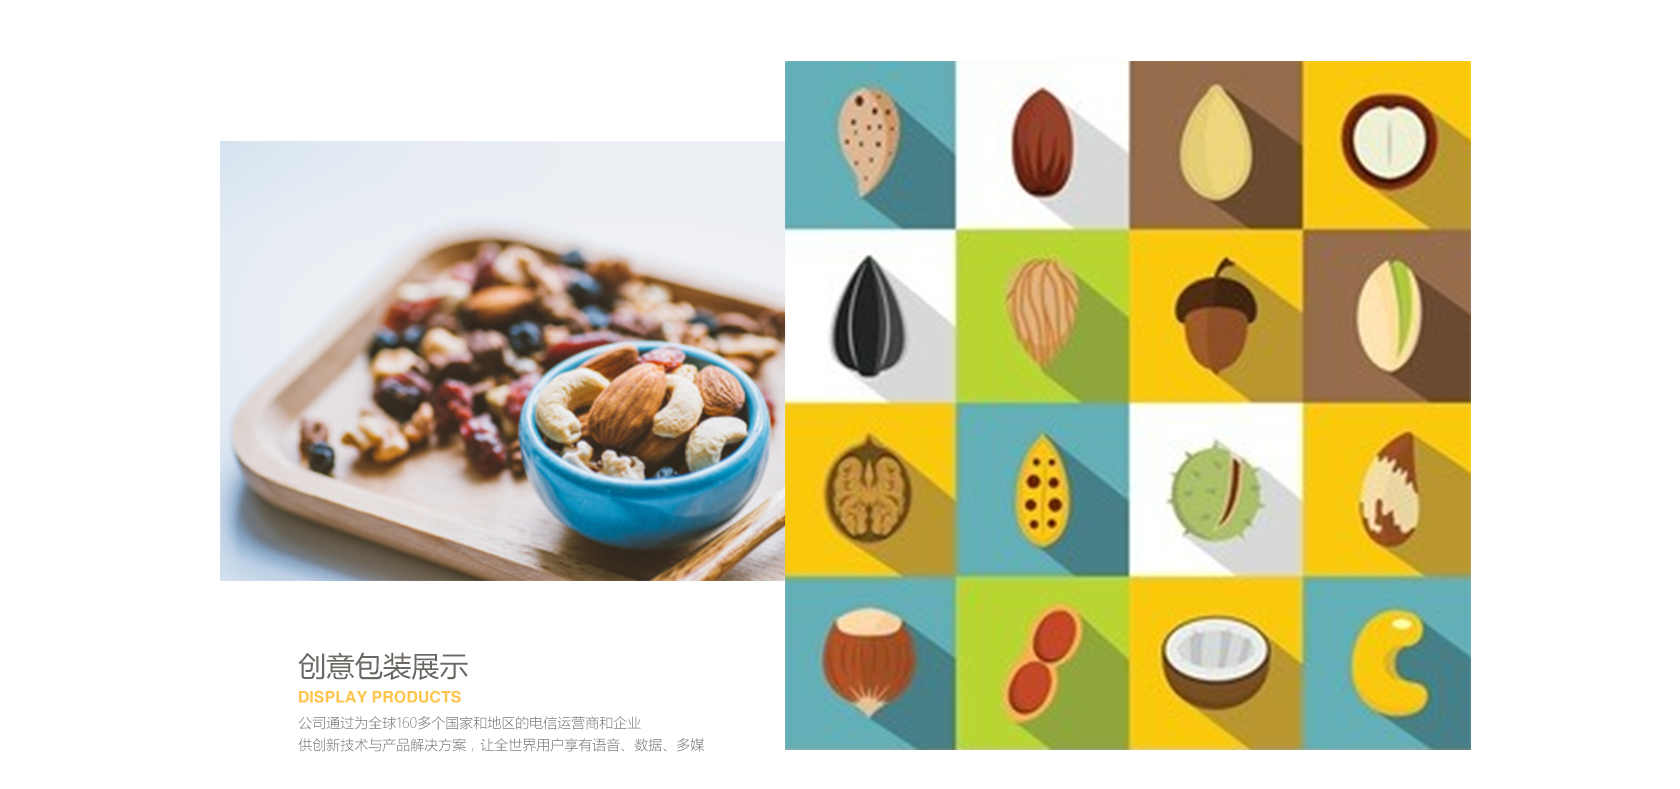 创意包装展示
DISPLAY PRODUCTS
公司通过为全球160多个国家和地区的电信运营商和企业
供创新技术与产品解决方案，让全世界用户享有语音、数据、多媒